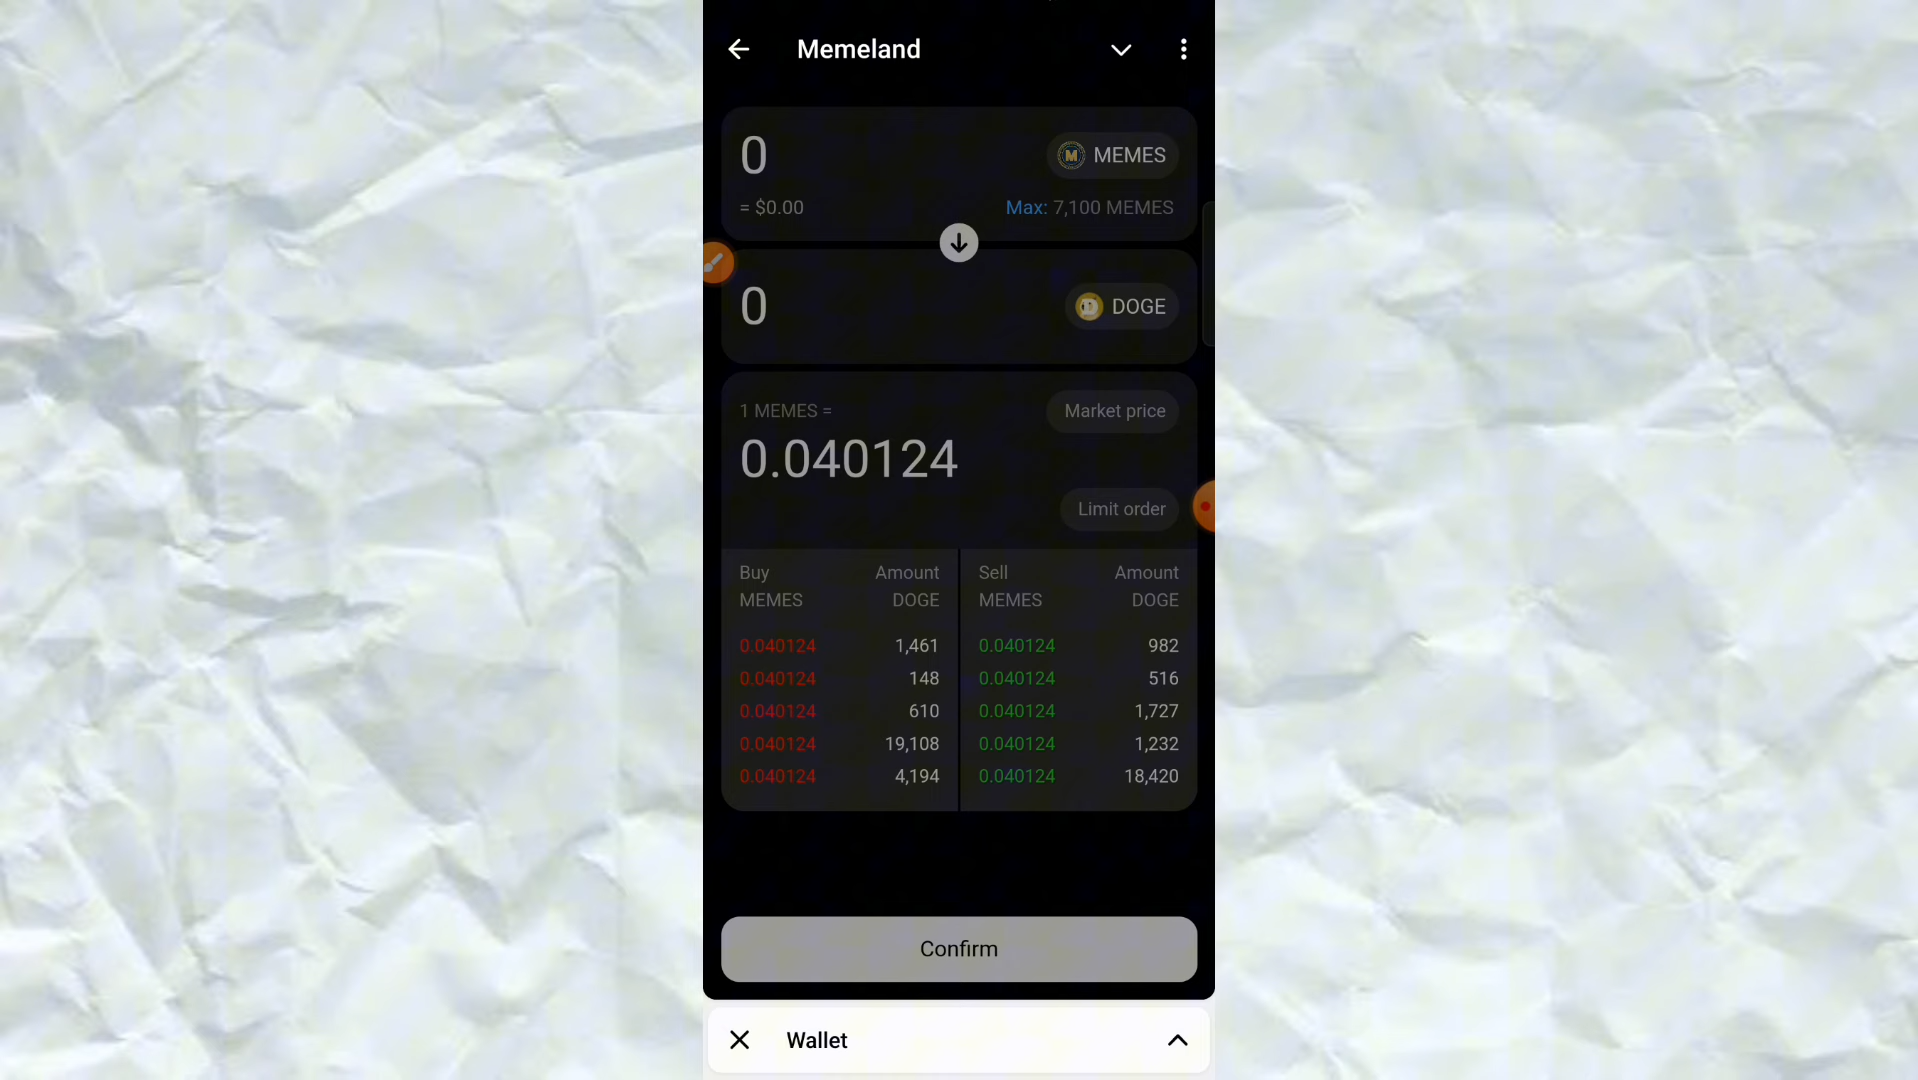 Memeland
0 MEMES
= $0.00 Max: 7,100 MEMES
0 DOGE
1 MEMES = Market price
0.040124
Limit order
Buy Amount Sell Amount
MEMES DOGE MEMES DOGE
0.040124 1,461 0.040124 982
0.040124 148 0.040124 516
0.040124 610 0.040124 1,727
0.040124 19,108 0.040124 1,232
0.040124 4,194 0.040124 18,420
Confirm
Wallet